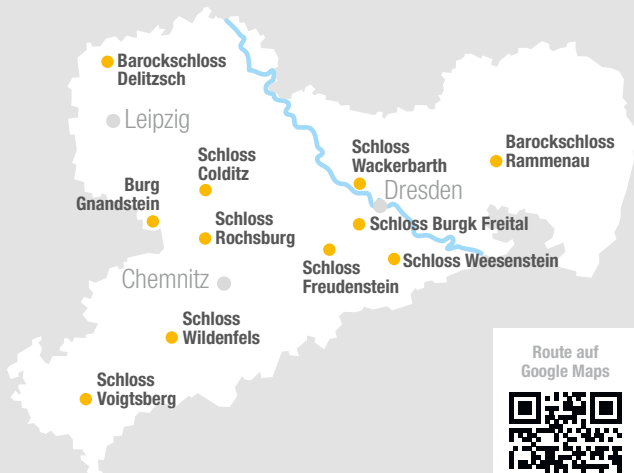 Barockschloss
Delitzsch
Leipzig
Schloss
Colditz
Burg
Gnandstein
Schloss
Rochsburg
Schloss
Wackerbarth
Dresden
Barockschloss
Rammenau
Schloss Burgk Freital
Schloss Weesenstein
Schloss
Freudenstein
Chemnitz
Schloss
Wildenfels
Schloss
Voigtsberg
Route auf
Google Maps